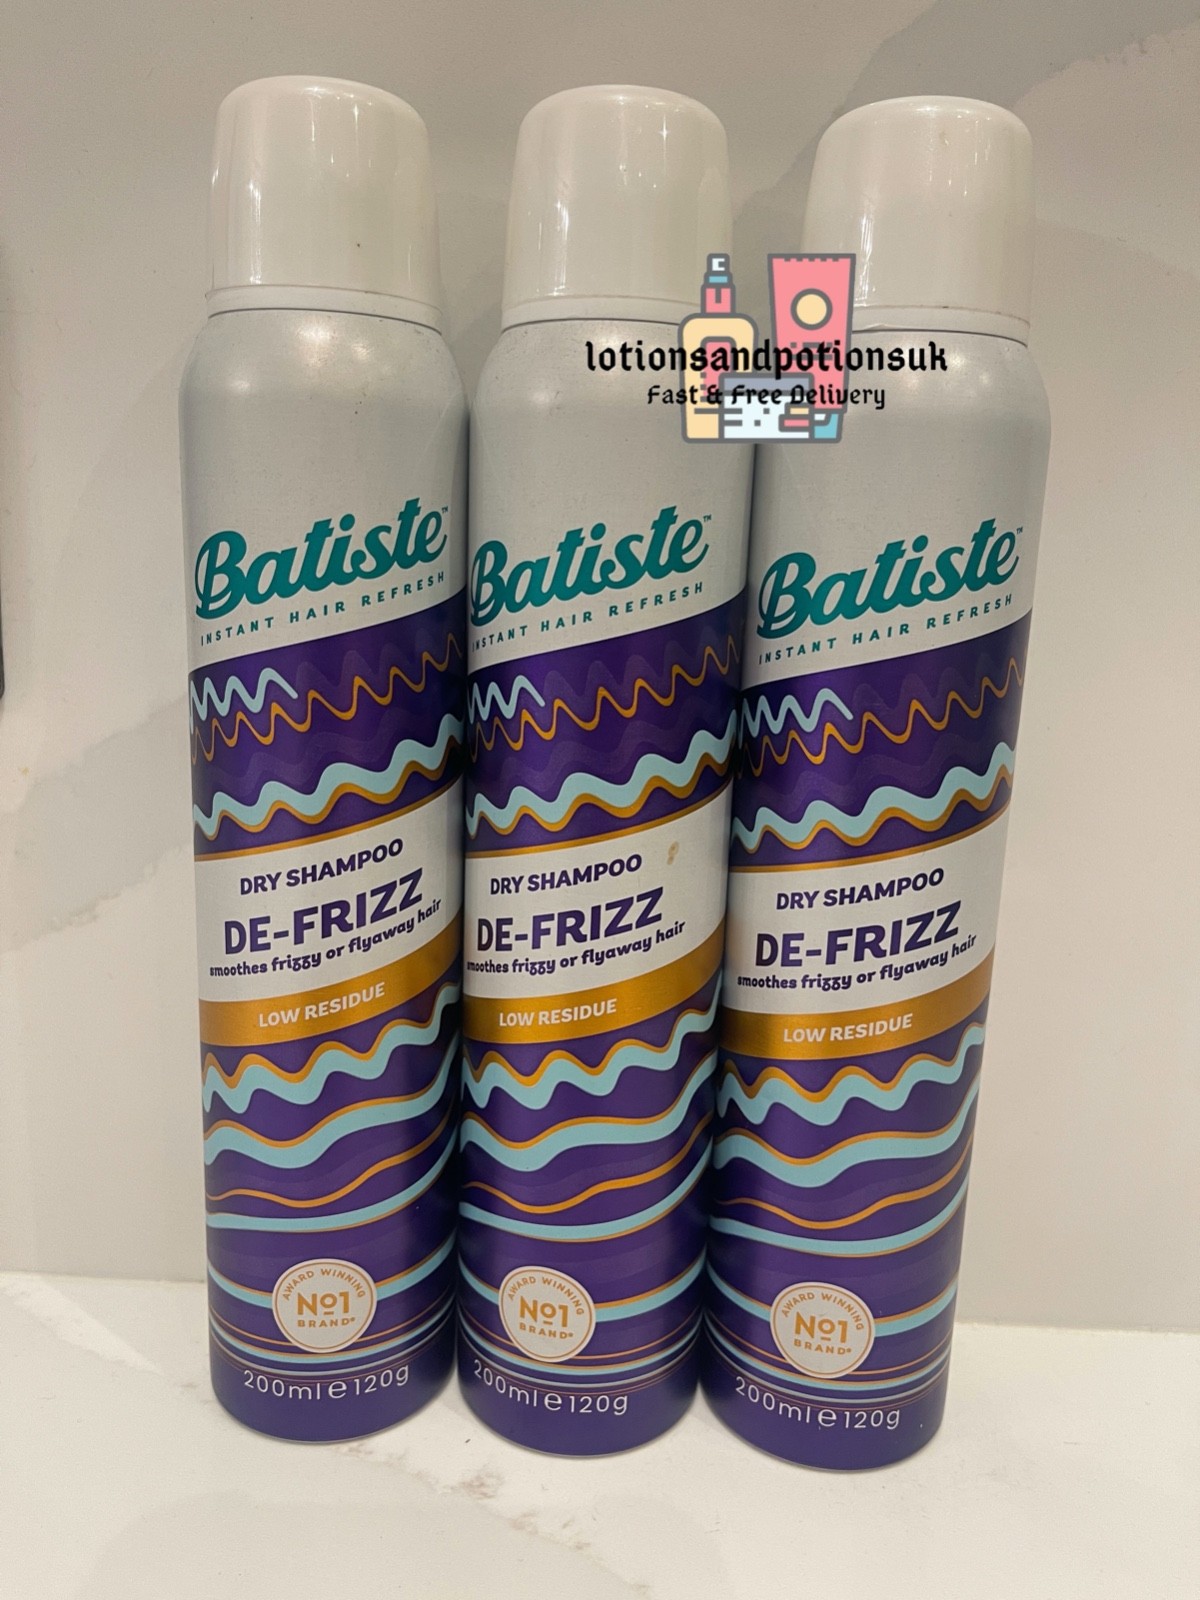 lotionsandpotionsuk
Fast & Free Delivery
Batiste™
INSTANT HAIR REFRESH
DRY SHAMPOO
DE-FRIZZ
smoothes frizzy or flyaway hair
LOW RESIDUE
AWARD WINNING
No1
BRAND*
200ml e 120g
Batiste™
INSTANT HAIR REFRESH
DRY SHAMPOO
DE-FRIZZ
smoothes frizzy or flyaway hair
LOW RESIDUE
AWARD WINNING
No1
BRAND*
200ml e 120g
Batiste™
INSTANT HAIR REFRESH
DRY SHAMPOO
DE-FRIZZ
smoothes frizzy or flyaway hair
LOW RESIDUE
AWARD WINNING
No1
BRAND*
200ml e 120g